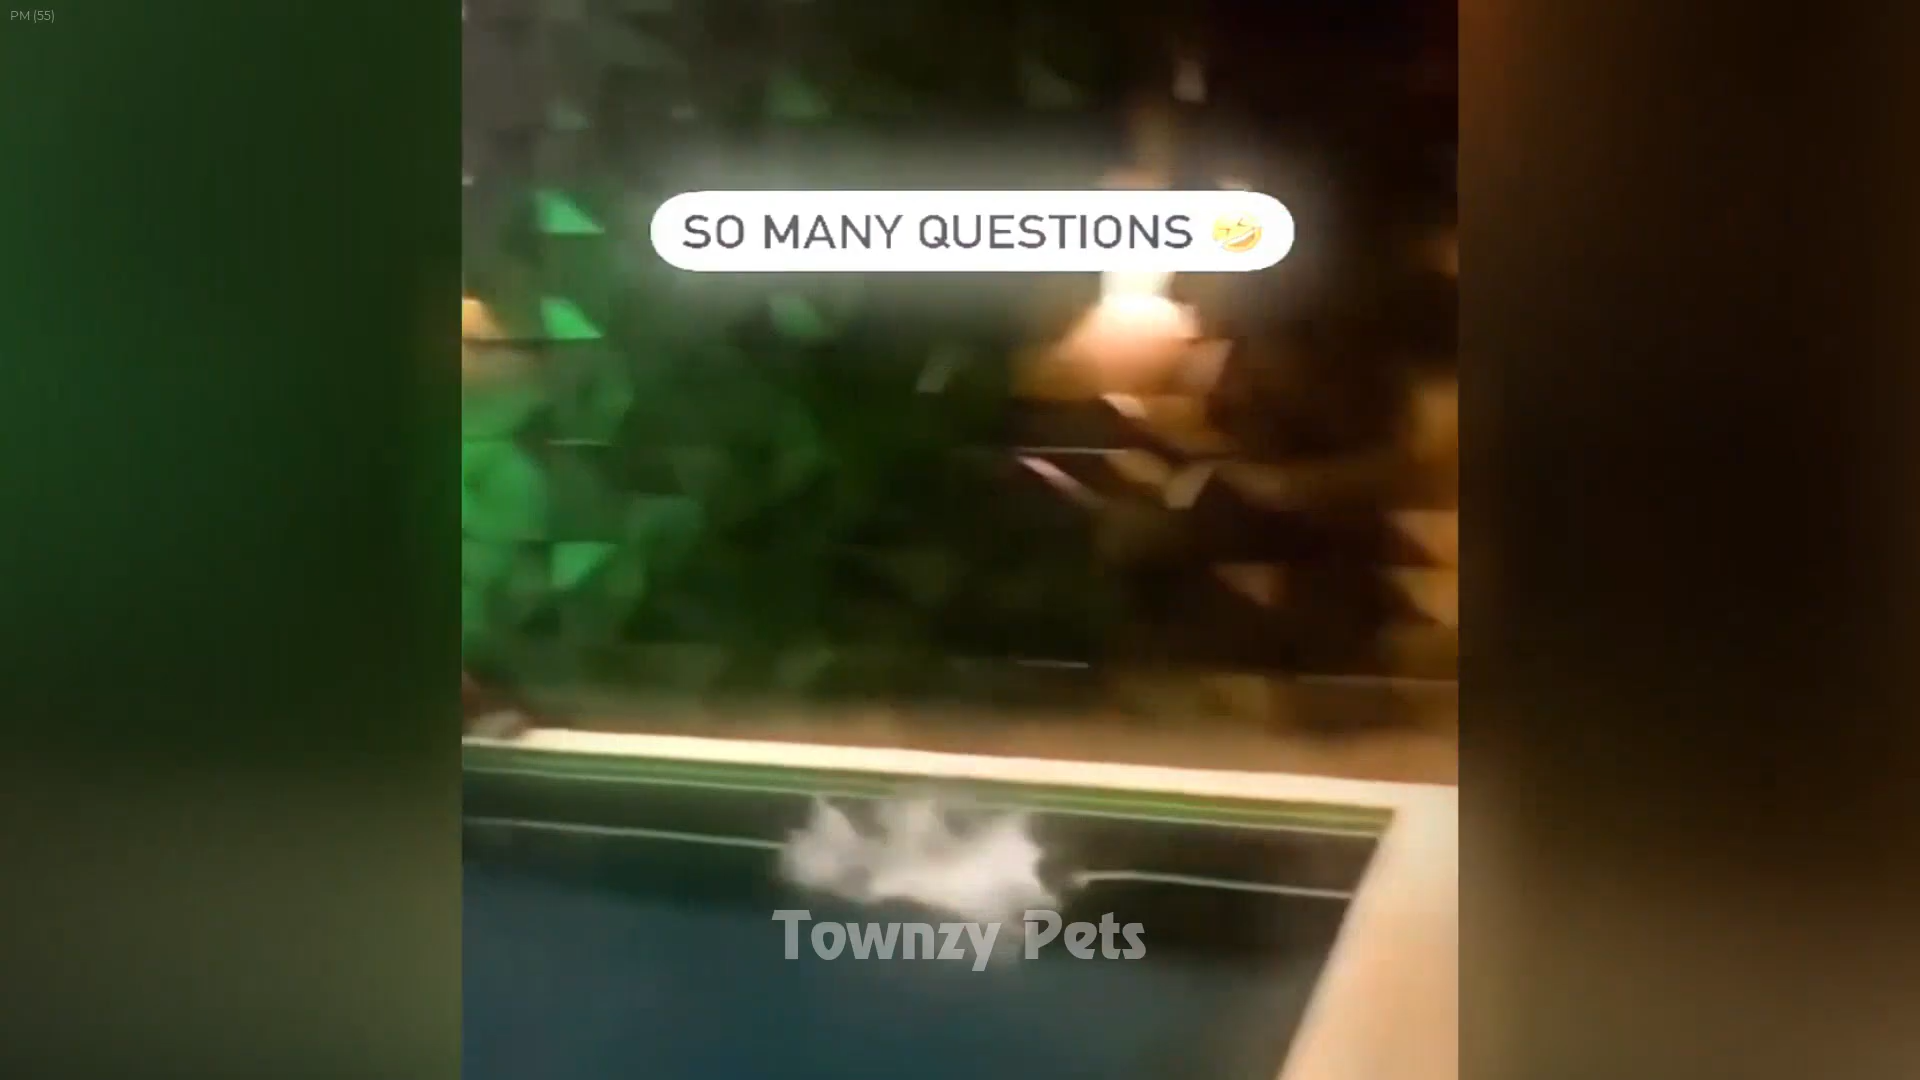 PM (55)
SO MANY QUESTIONS 🤣
Townzy Pets